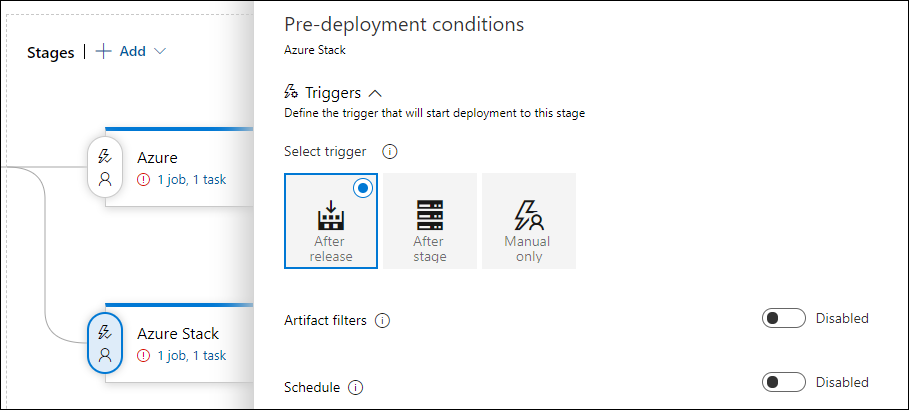 Stages | + Add
Azure
1 job, 1 task
Azure Stack
1 job, 1 task
Pre-deployment conditions
Azure Stack
Triggers
Define the trigger that will start deployment to this stage
Select trigger
After
release
After
stage
Manual
only
Artifact filters
Disabled
Schedule
Disabled